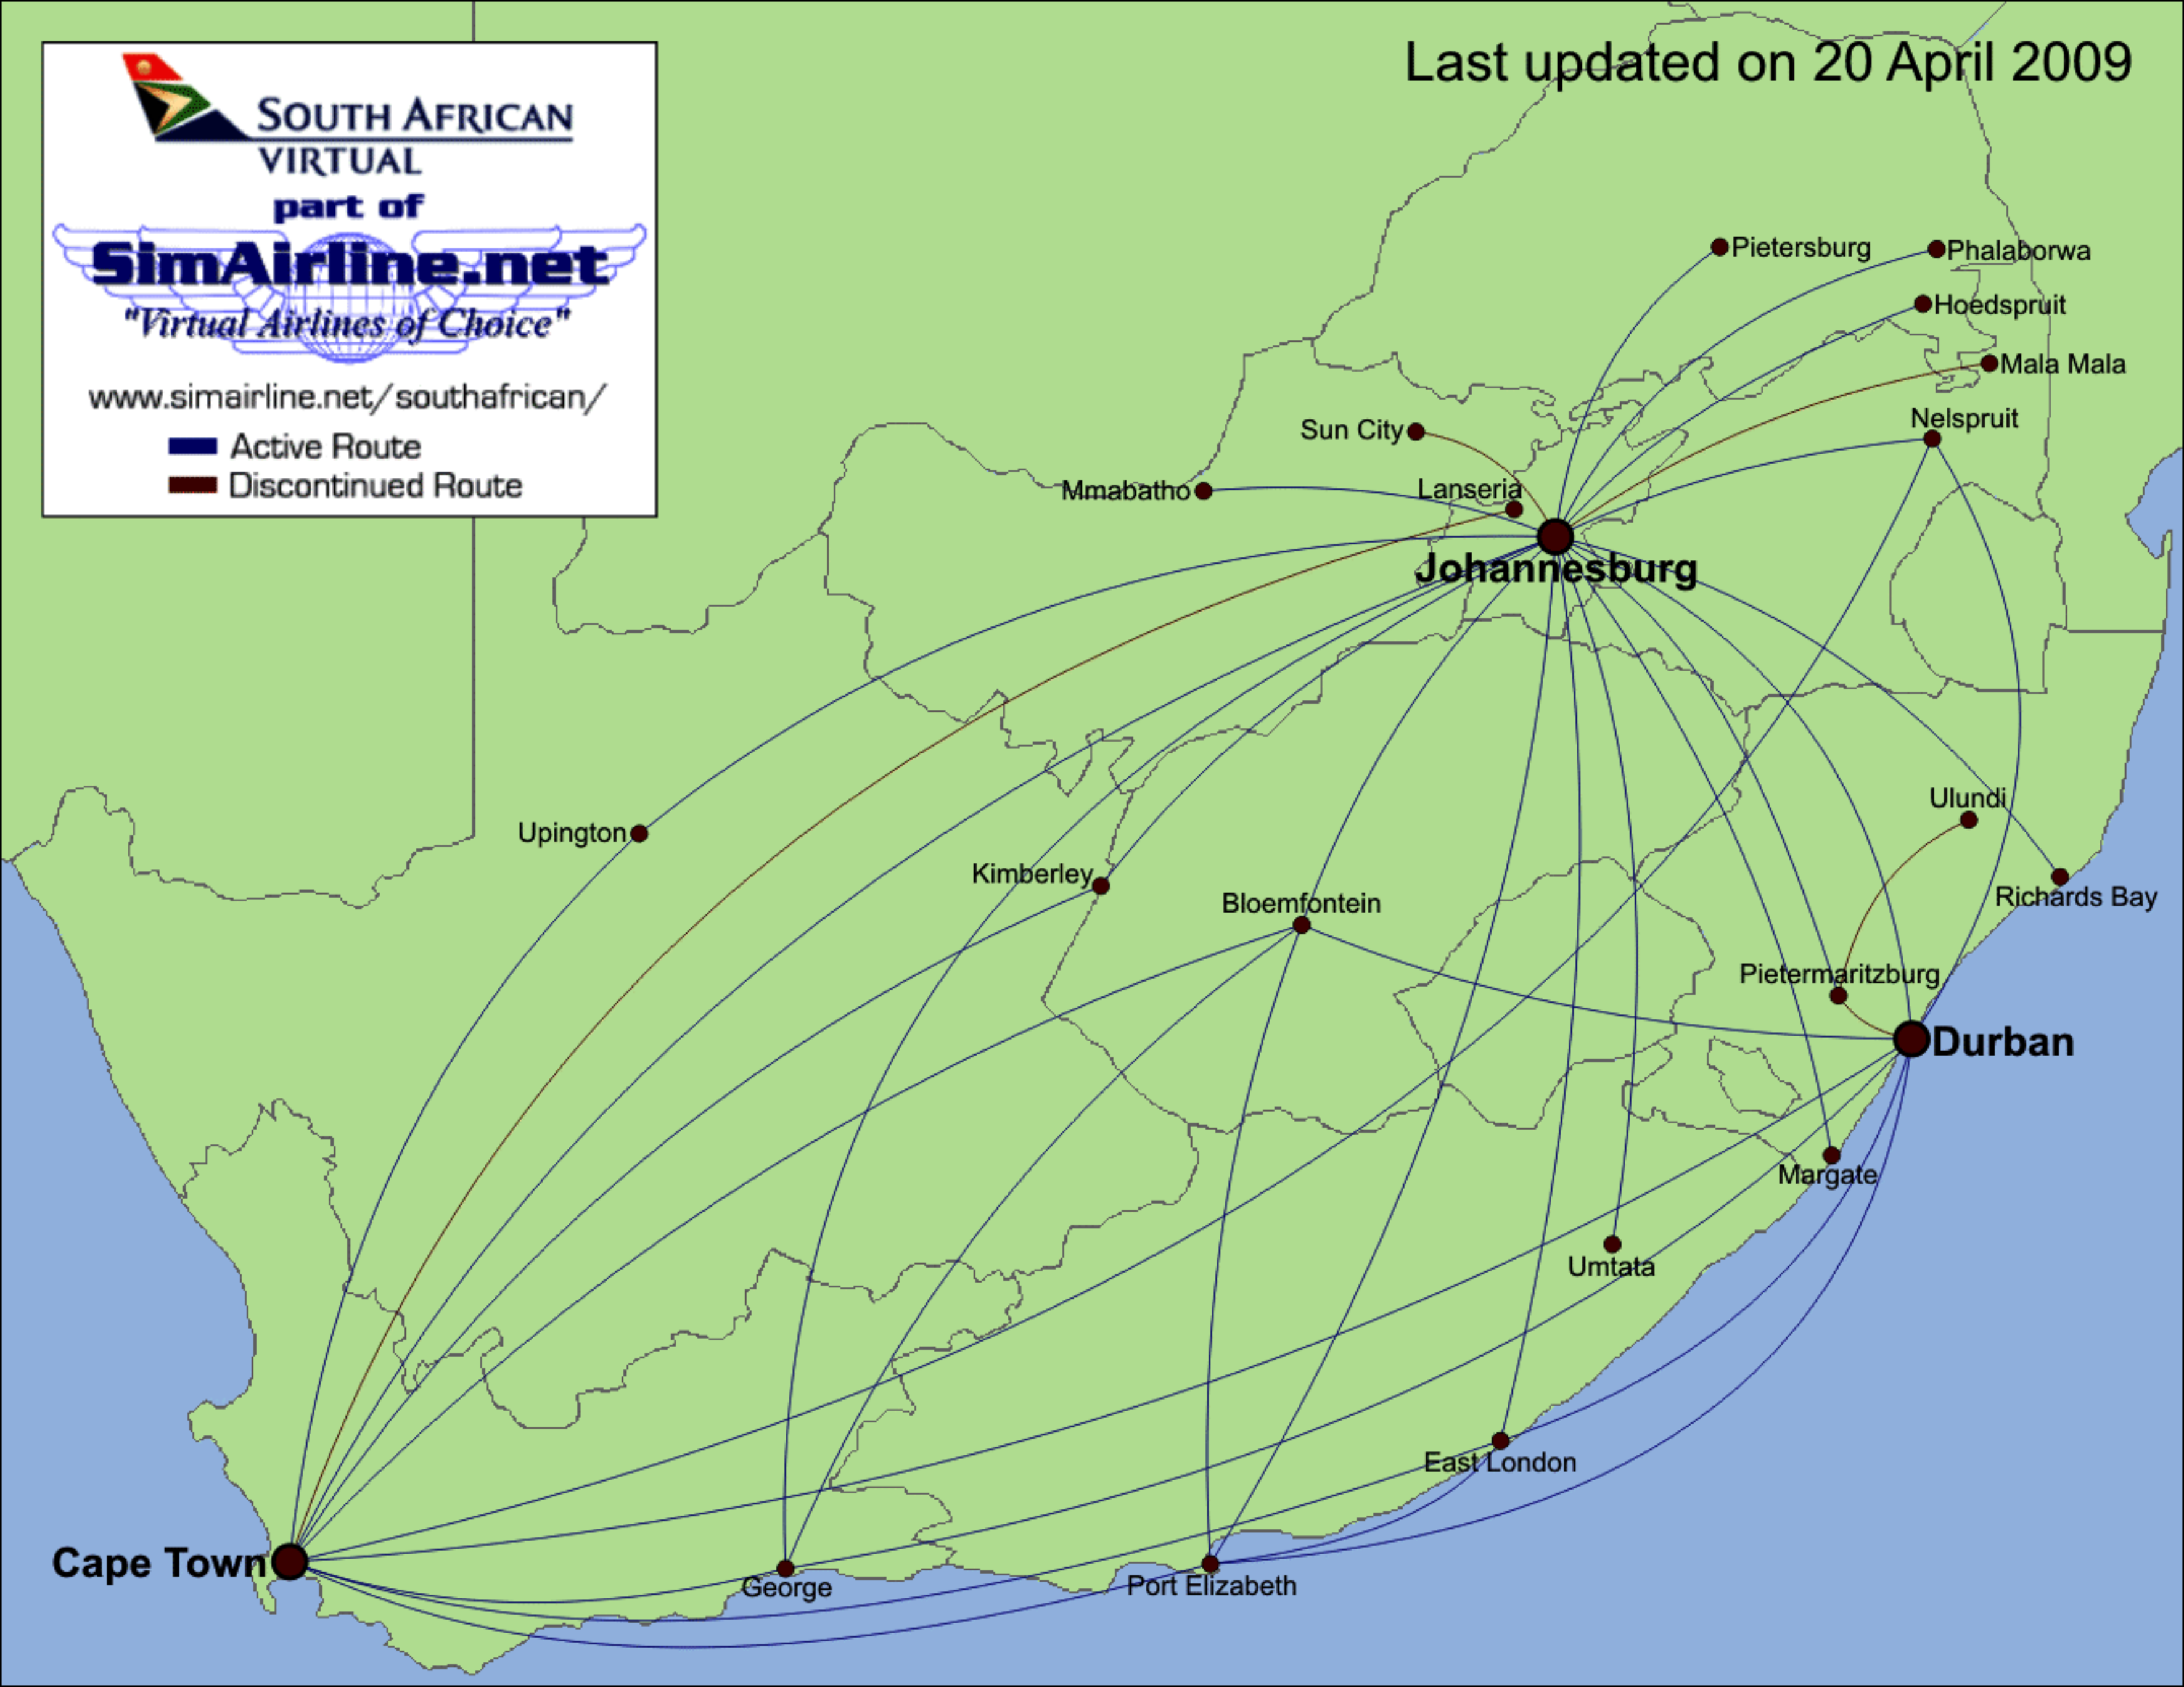 Last updated on 20 April 2009
SOUTH AFRICAN
VIRTUAL
part of
SimAirline.net
"Virtual Airlines of Choice"
www.simairline.net/southafrican/
Active Route
Discontinued Route
Pietersburg
Phalaborwa
Hoedspruit
Mala Mala
Nelspruit
Sun City
Mmabatho
Lanseria
Johannesburg
Upington
Kimberley
Bloemfontein
Ulundi
Richards Bay
Pietermaritzburg
Durban
Margate
Umtata
East London
Cape Town
George
Port Elizabeth